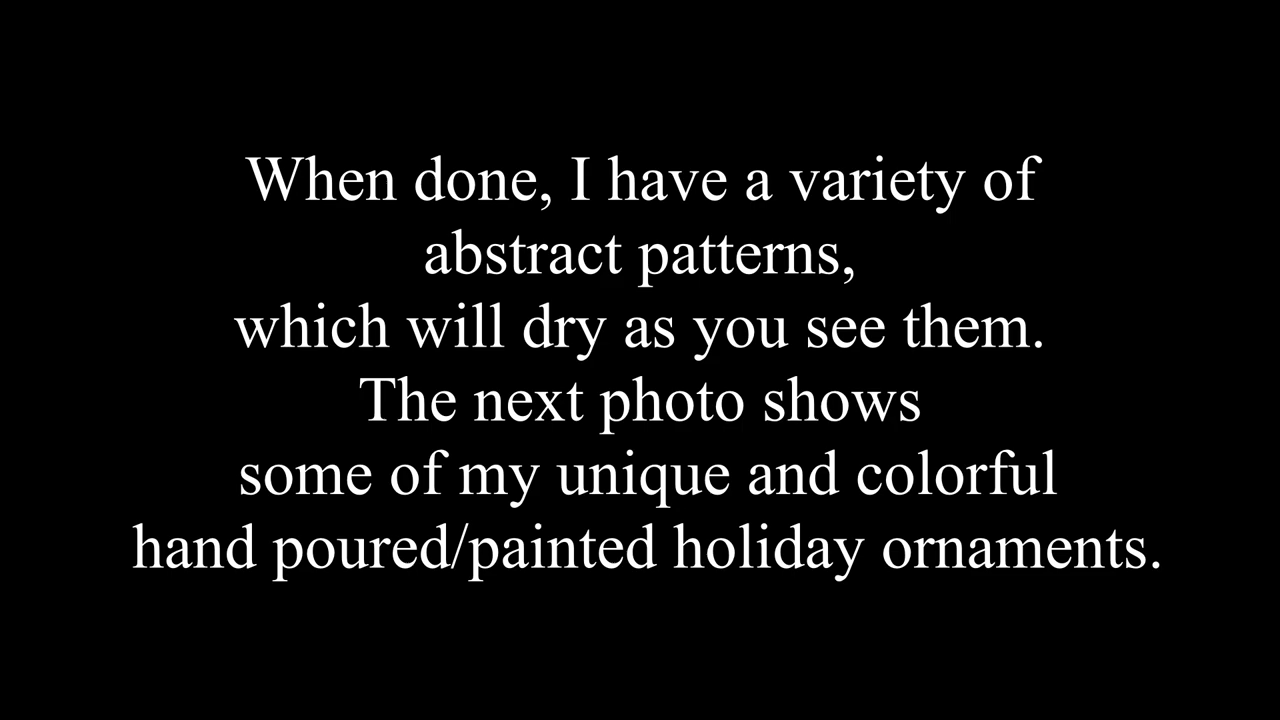 When done, I have a variety of
abstract patterns,
which will dry as you see them.
The next photo shows
some of my unique and colorful
hand poured/painted holiday ornaments.